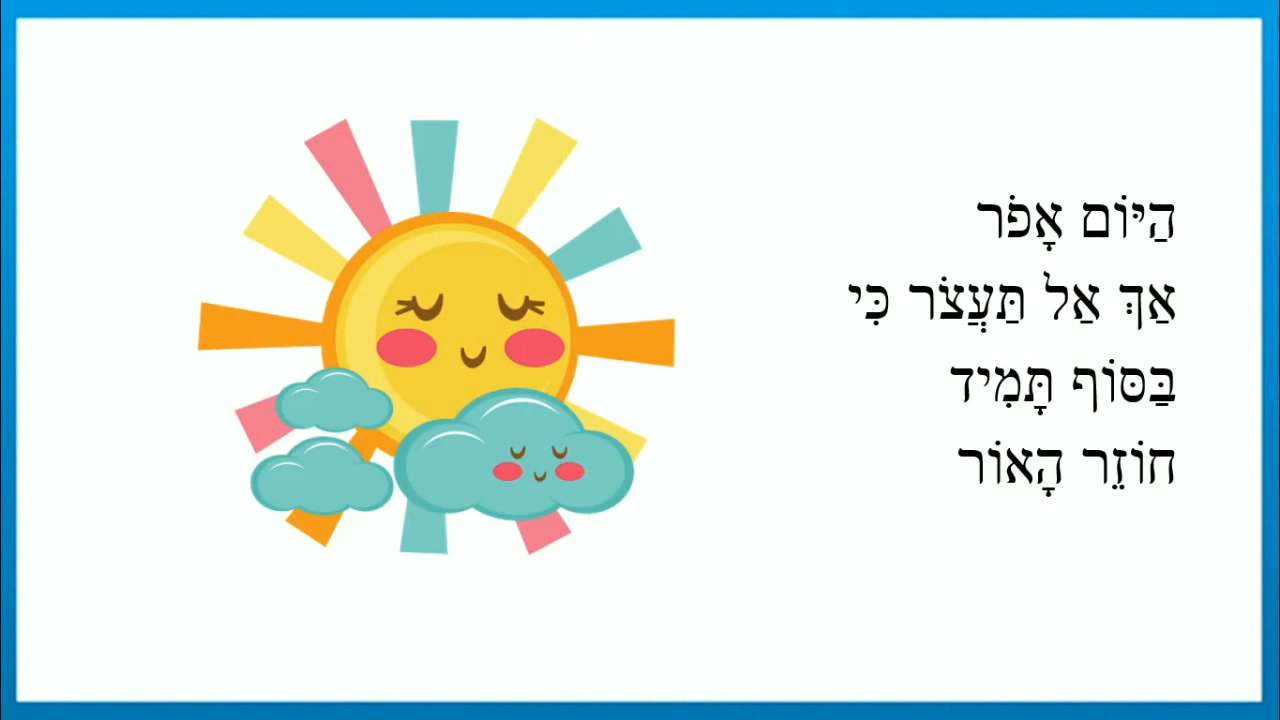 הַיּוֹם אָפֹר
אַךְ אַל תַּעֲצֹר כִּי
בַּסּוֹף תָּמִיד
חוֹזֵר הָאוֹר